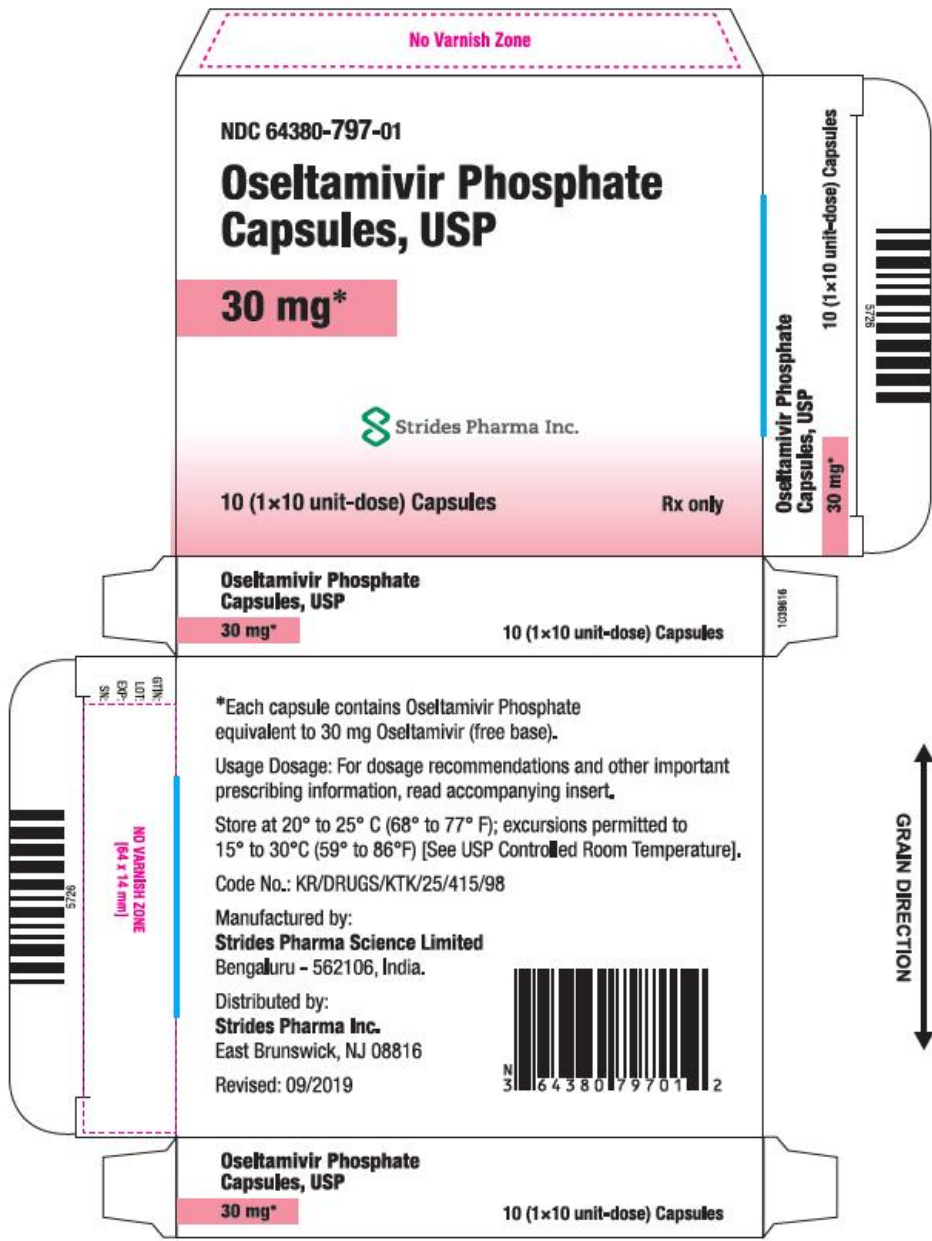 No Varnish Zone
NDC 64380-797-01
Oseltamivir Phosphate
Capsules, USP
30 mg*
Strides Pharma Inc.
10 (1×10 unit-dose) Capsules
Rx only
Oseltamivir Phosphate
Capsules, USP
30 mg*
10 (1×10 unit-dose) Capsules
5726
Oseltamivir Phosphate
Capsules, USP
30 mg*
10 (1×10 unit-dose) Capsules
1039616
GTIN:
LOT:
EXP:
SN:
NO VARNISH ZONE
[64 x 14 mm]
5726
*Each capsule contains Oseltamivir Phosphate
equivalent to 30 mg Oseltamivir (free base).
Usage Dosage: For dosage recommendations and other important
prescribing information, read accompanying insert.
Store at 20° to 25° C (68° to 77° F); excursions permitted to
15° to 30°C (59° to 86°F) [See USP Controlled Room Temperature].
Code No.: KR/DRUGS/KTK/25/415/98
Manufactured by:
Strides Pharma Science Limited
Bengaluru - 562106, India.
Distributed by:
Strides Pharma Inc.
East Brunswick, NJ 08816
Revised: 09/2019
N
3 64380 79701 2
GRAIN DIRECTION
Oseltamivir Phosphate
Capsules, USP
30 mg*
10 (1×10 unit-dose) Capsules